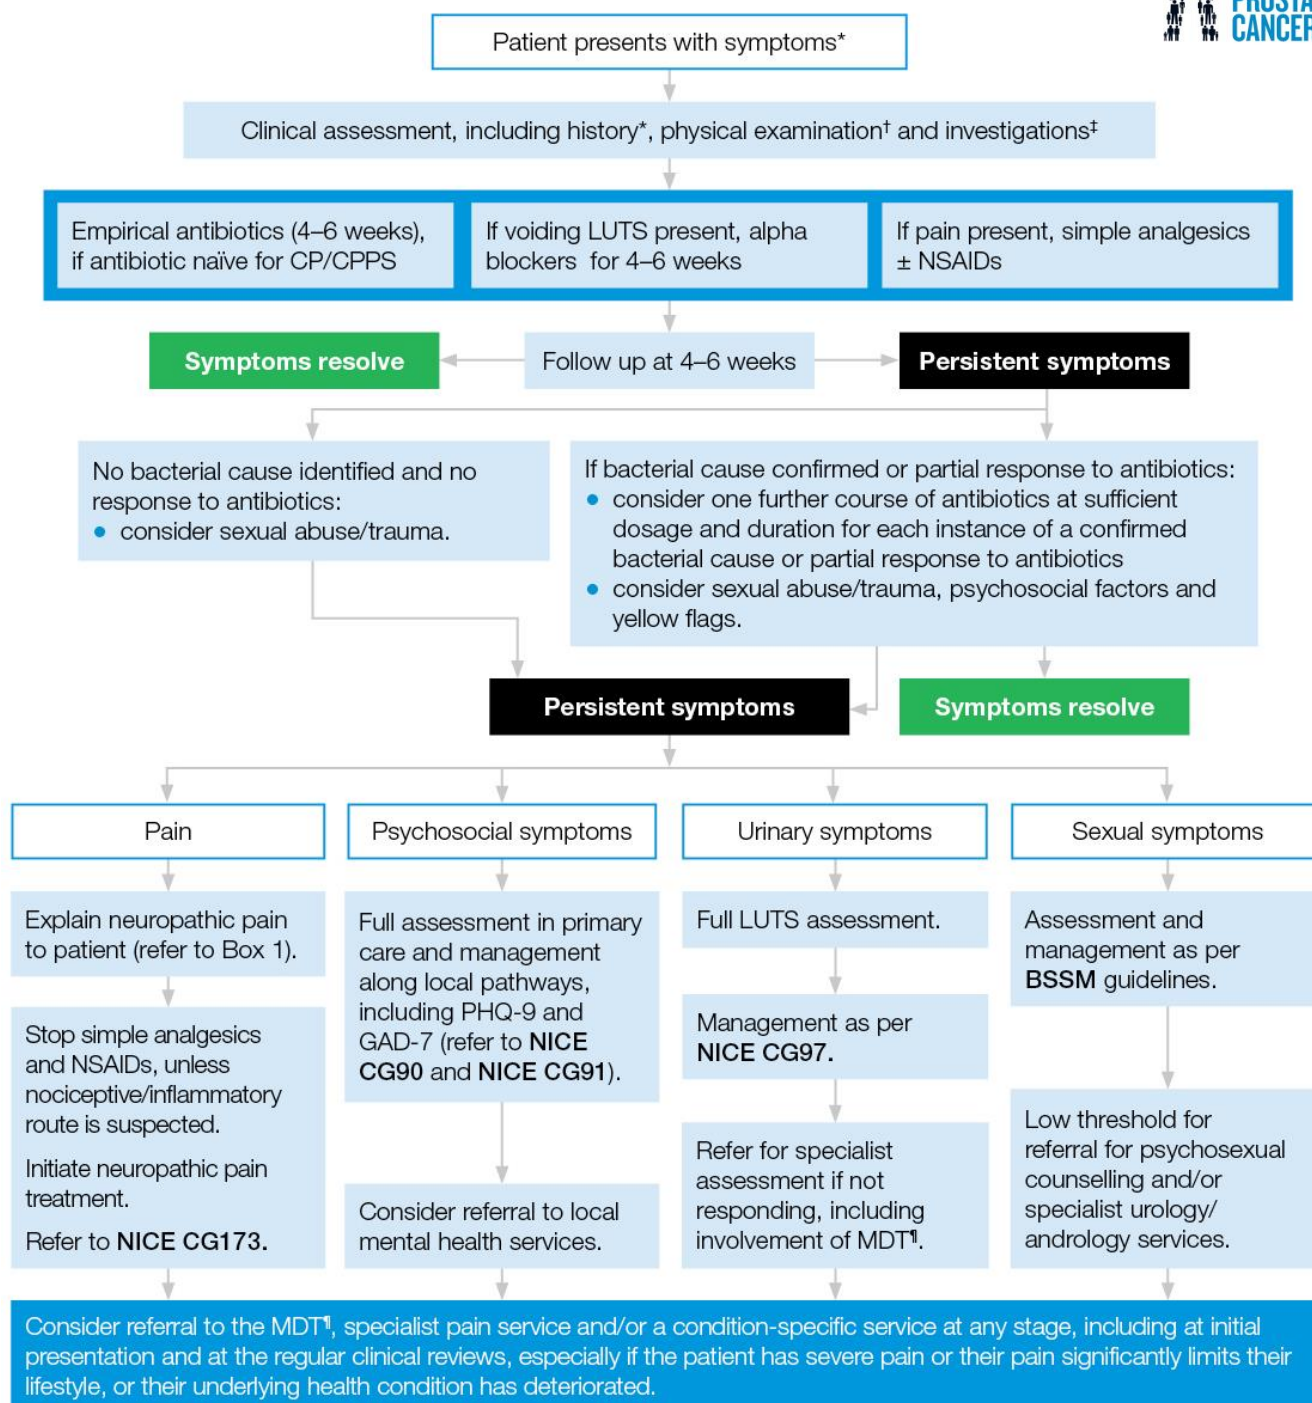 PROSTA
CANCER
Patient presents with symptoms*
Clinical assessment, including history*, physical examination† and investigations‡
Empirical antibiotics (4–6 weeks),
if antibiotic naïve for CP/CPPS
If voiding LUTS present, alpha
blockers for 4–6 weeks
If pain present, simple analgesics
± NSAIDs
Symptoms resolve
Follow up at 4–6 weeks
Persistent symptoms
No bacterial cause identified and no
response to antibiotics:
• consider sexual abuse/trauma.
If bacterial cause confirmed or partial response to antibiotics:
• consider one further course of antibiotics at sufficient
dosage and duration for each instance of a confirmed
bacterial cause or partial response to antibiotics
• consider sexual abuse/trauma, psychosocial factors and
yellow flags.
Persistent symptoms
Symptoms resolve
Pain
Psychosocial symptoms
Urinary symptoms
Sexual symptoms
Explain neuropathic pain
to patient (refer to Box 1).
Stop simple analgesics
and NSAIDs, unless
nociceptive/inflammatory
route is suspected.
Initiate neuropathic pain
treatment.
Refer to NICE CG173.
Full assessment in primary
care and management
along local pathways,
including PHQ-9 and
GAD-7 (refer to NICE
CG90 and NICE CG91).
Consider referral to local
mental health services.
Full LUTS assessment.
Management as per
NICE CG97.
Refer for specialist
assessment if not
responding, including
involvement of MDT¶.
Assessment and
management as per
BSSM guidelines.
Low threshold for
referral for psychosexual
counselling and/or
specialist urology/
andrology services.
Consider referral to the MDT¶, specialist pain service and/or a condition-specific service at any stage, including at initial
presentation and at the regular clinical reviews, especially if the patient has severe pain or their pain significantly limits their
lifestyle, or their underlying health condition has deteriorated.